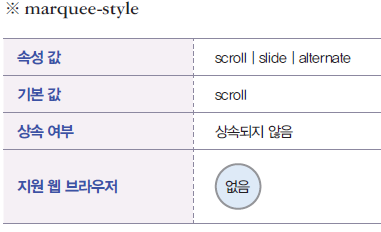 ※ marquee-style
속성 값 scroll | slide | alternate
기본 값 scroll
상속 여부 상속되지 않음
지원 웹 브라우저 없음